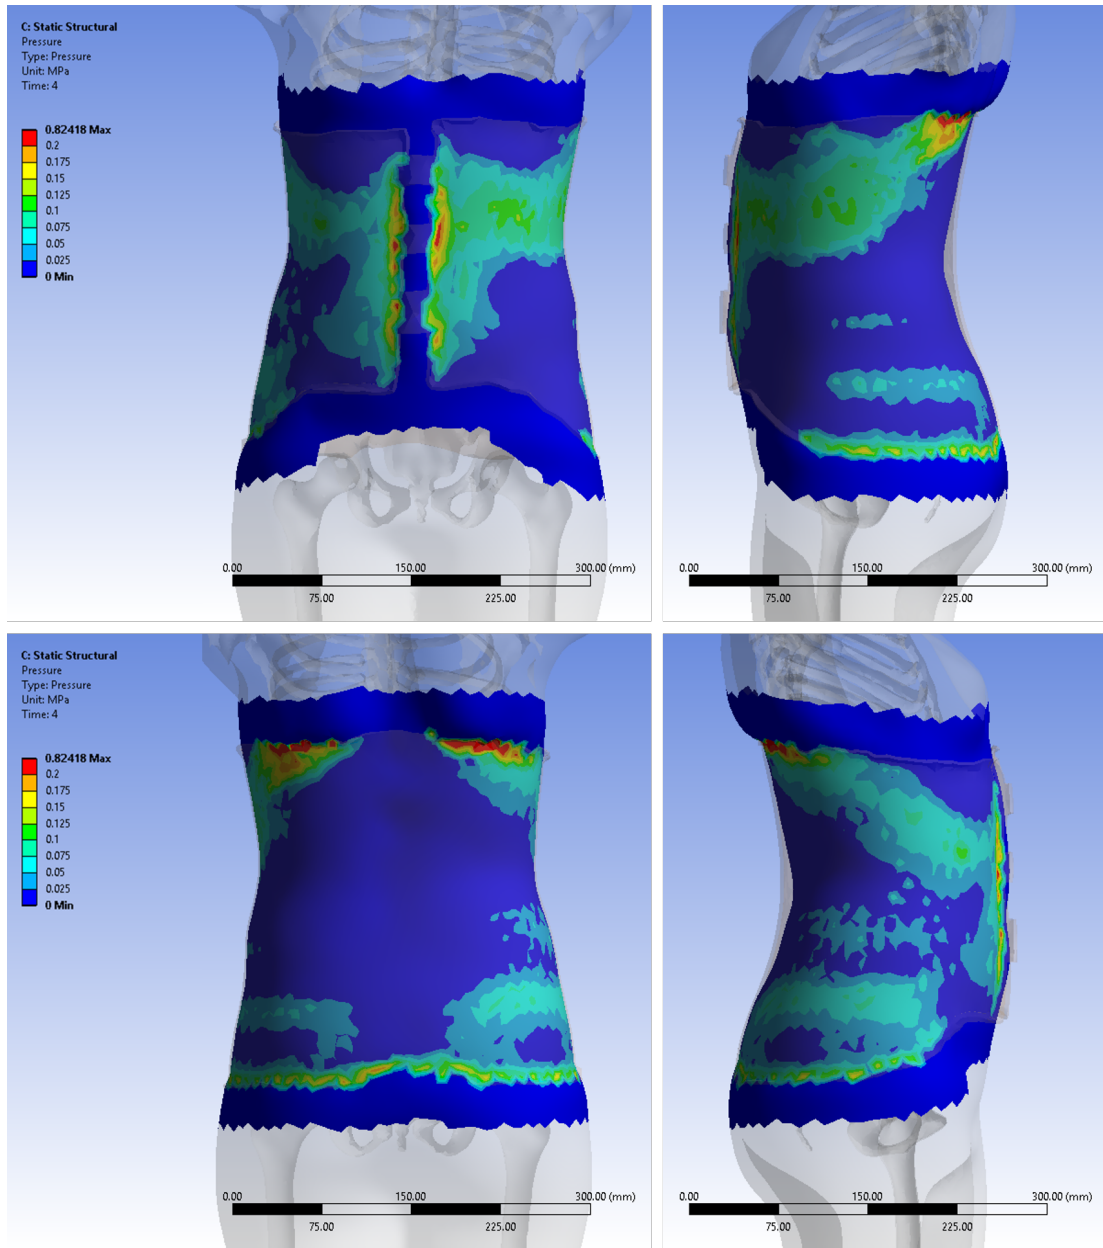 C: Static Structural
Pressure
Type: Pressure
Unit: MPa
Time: 4
0.82418 Max
0.2
0.175
0.15
0.125
0.1
0.075
0.05
0.025
0 Min
0.00 150.00 300.00 (mm)
75.00 225.00
0.00 150.00 300.00 (mm)
75.00 225.00
C: Static Structural
Pressure
Type: Pressure
Unit: MPa
Time: 4
0.82418 Max
0.2
0.175
0.15
0.125
0.1
0.075
0.05
0.025
0 Min
0.00 150.00 300.00 (mm)
75.00 225.00
0.00 150.00 300.00 (mm)
75.00 225.00